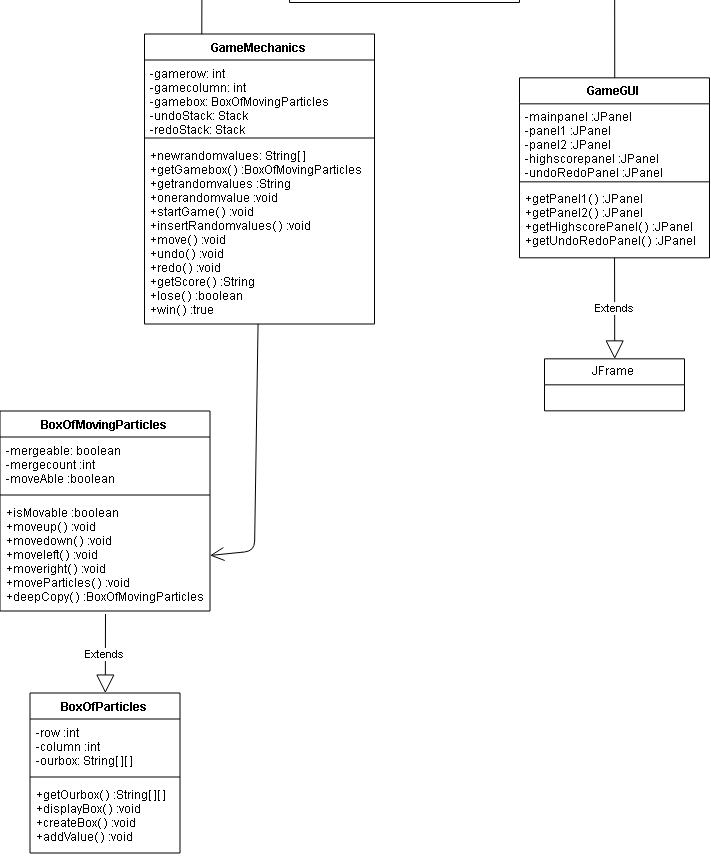 GameMechanics
-gamerow: int
-gamecolumn: int
-gamebox: BoxOfMovingParticles
-undoStack: Stack
-redoStack: Stack
+newrandomvalues: String[]
+getGamebox() :BoxOfMovingParticles
+getrandomvalues :String
+onerandomvalue :void
+startGame() :void
+insertRandomvalues() :void
+move() :void
+undo() :void
+redo() :void
+getScore() :String
+lose() :boolean
+win() :true
GameGUI
-mainpanel :JPanel
-panel1 :JPanel
-panel2 :JPanel
-highscorepanel :JPanel
-undoRedoPanel :JPanel
+getPanel1() :JPanel
+getPanel2() :JPanel
+getHighscorePanel() :JPanel
+getUndoRedoPanel() :JPanel
Extends
JFrame
BoxOfMovingParticles
-mergeable: boolean
-mergecount :int
-moveAble :boolean
+isMovable :boolean
+moveup() :void
+movedown() :void
+moveleft() :void
+moveright() :void
+moveParticles() :void
+deepCopy() :BoxOfMovingParticles
Extends
BoxOfParticles
-row :int
-column :int
-ourbox: String[][]
+getOurbox() :String[][]
+displayBox() :void
+createBox() :void
+addValue() :void